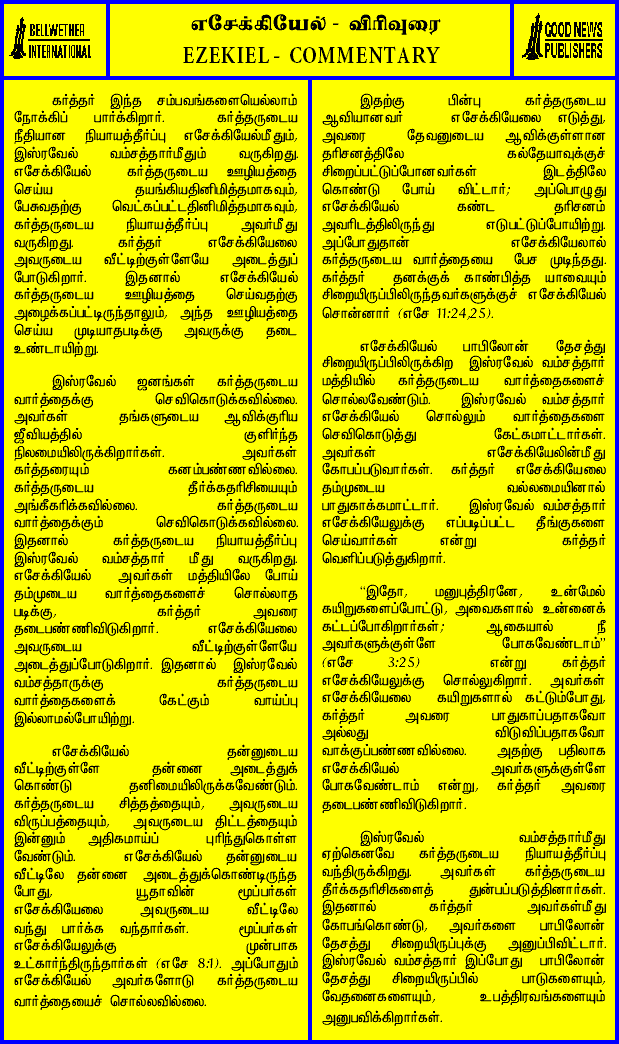 BELLWETHER
INTERNATIONAL
எசேக்கியேல் - விரிவுரை
EZEKIEL - COMMENTARY
GOOD NEWS
PUBLISHERS
கர்த்தர் இந்த சம்பவங்களையெல்லாம்
நோக்கிப் பார்க்கிறார். கர்த்தருடைய
நீதியான நியாயத்தீர்ப்பு எசேக்கியேல்மீதும்,
இஸ்ரவேல் வம்சத்தார்மீதும் வருகிறது.
எசேக்கியேல் கர்த்தருடைய ஊழியத்தை
செய்ய தயங்கியதினிமித்தமாகவும்,
பேசுவதற்கு வெட்கப்பட்டதினிமித்தமாகவும்,
கர்த்தருடைய நியாயத்தீர்ப்பு அவர்மீது
வருகிறது. கர்த்தர் எசேக்கியேலை
அவருடைய வீட்டிற்குள்ளேயே அடைத்துப்
போடுகிறார். இதனால் எசேக்கியேல்
கர்த்தருடைய ஊழியத்தை செய்வதற்கு
அழைக்கப்பட்டிருந்தாலும், அந்த ஊழியத்தை
செய்ய முடியாதபடிக்கு அவருக்கு தடை
உண்டாயிற்று.
இஸ்ரவேல் ஜனங்கள் கர்த்தருடைய
வார்த்தைக்கு செவிகொடுக்கவில்லை.
அவர்கள் தங்களுடைய ஆவிக்குரிய
ஜீவியத்தில் குளிர்ந்த
நிலமையிலிருக்கிறார்கள். அவர்கள்
கர்த்தரையும் கனம்பண்ணவில்லை.
கர்த்தருடைய தீர்க்கதரிசியையும்
அங்கீகரிக்கவில்லை. கர்த்தருடைய
வார்த்தைக்கும் செவிகொடுக்கவில்லை.
இதனால் கர்த்தருடைய நியாயத்தீர்ப்பு
இஸ்ரவேல் வம்சத்தார் மீது வருகிறது.
எசேக்கியேல் அவர்கள் மத்தியிலே போய்
தம்முடைய வார்த்தைகளைச் சொல்லாத
படிக்கு, கர்த்தர் அவரை
தடைபண்ணிவிடுகிறார். எசேக்கியேலை
அவருடைய வீட்டிற்குள்ளேயே
அடைத்துப்போடுகிறார். இதனால் இஸ்ரவேல்
வம்சத்தாருக்கு கர்த்தருடைய
வார்த்தைகளைக் கேட்கும் வாய்ப்பு
இல்லாமல்போயிற்று.
எசேக்கியேல் தன்னுடைய
வீட்டிற்குள்ளே தன்னை அடைத்துக்
கொண்டு தனிமையிலிருக்கவேண்டும்.
கர்த்தருடைய சித்தத்தையும், அவருடைய
விருப்பத்தையும், அவருடைய திட்டத்தையும்
இன்னும் அதிகமாய்ப் புரிந்துகொள்ள
வேண்டும். எசேக்கியேல் தன்னுடைய
வீட்டிலே தன்னை அடைத்துக்கொண்டிருந்த
போது, யூதாவின் மூப்பர்கள்
எசேக்கியேலை அவருடைய வீட்டிலே
வந்து பார்க்க வந்தார்கள். மூப்பர்கள்
எசேக்கியேலுக்கு முன்பாக
உட்கார்ந்திருந்தார்கள் (எசே 8:1). அப்போதும்
எசேக்கியேல் அவர்களோடு கர்த்தருடைய
வார்த்தையைச் சொல்லவில்லை.
இதற்கு பின்பு கர்த்தருடைய
ஆவியானவர் எசேக்கியேலை எடுத்து,
அவரை தேவனுடைய ஆவிக்குள்ளான
தரிசனத்திலே கல்தேயாவுக்குச்
சிறைப்பட்டுப்போனவர்கள் இடத்திலே
கொண்டு போய் விட்டார்; அப்பொழுது
எசேக்கியேல் கண்ட தரிசனம்
அவரிடத்திலிருந்து எடுபட்டுப்போயிற்று.
அப்போதுதான் எசேக்கியேலால்
கர்த்தருடைய வார்த்தையை பேச முடிந்தது.
கர்த்தர் தனக்குக் காண்பித்த யாவையும்
சிறையிருப்பிலிருந்தவர்களுக்குச் எசேக்கியேல்
சொன்னார் (எசே 11:24,25).
எசேக்கியேல் பாபிலோன் தேசத்து
சிறையிருப்பிலிருக்கிற இஸ்ரவேல் வம்சத்தார்
மத்தியில் கர்த்தருடைய வார்த்தைகளைச்
சொல்லவேண்டும். இஸ்ரவேல் வம்சத்தார்
எசேக்கியேல் சொல்லும் வார்த்தைகளை
செவிகொடுத்து கேட்கமாட்டார்கள்.
அவர்கள் எசேக்கியேலின்மீது
கோபப்படுவார்கள். கர்த்தர் எசேக்கியேலை
தம்முடைய வல்லமையினால்
பாதுகாக்கமாட்டார். இஸ்ரவேல் வம்சத்தார்
எசேக்கியேலுக்கு எப்படிப்பட்ட தீங்குகளை
செய்வார்கள் என்று கர்த்தர்
வெளிப்படுத்துகிறார்.
"இதோ, மனுபுத்திரனே, உன்மேல்
கயிறுகளைப்போட்டு, அவைகளால் உன்னைக்
கட்டப்போகிறார்கள்; ஆகையால் நீ
அவர்களுக்குள்ளே போகவேண்டாம்"
(எசே 3:25) என்று கர்த்தர்
எசேக்கியேலுக்கு சொல்லுகிறார். அவர்கள்
எசேக்கியேலை கயிறுகளால் கட்டும்போது,
கர்த்தர் அவரை பாதுகாப்பதாகவோ
அல்லது விடுவிப்பதாகவோ
வாக்குப்பண்ணவில்லை. அதற்கு பதிலாக
எசேக்கியேல் அவர்களுக்குள்ளே
போகவேண்டாம் என்று, கர்த்தர் அவரை
தடைபண்ணிவிடுகிறார்.
இஸ்ரவேல் வம்சத்தார்மீது
ஏற்கெனவே கர்த்தருடைய நியாயத்தீர்ப்பு
வந்திருக்கிறது. அவர்கள் கர்த்தருடைய
தீர்க்கதரிசிகளைத் துன்பப்படுத்தினார்கள்.
இதனால் கர்த்தர் அவர்கள்மீது
கோபங்கொண்டு, அவர்களை பாபிலோன்
தேசத்து சிறையிருப்புக்கு அனுப்பிவிட்டார்.
இஸ்ரவேல் வம்சத்தார் இப்போது பாபிலோன்
தேசத்து சிறையிருப்பில் பாடுகளையும்,
வேதனைகளையும், உபத்திரவங்களையும்
அனுபவிக்கிறார்கள்.